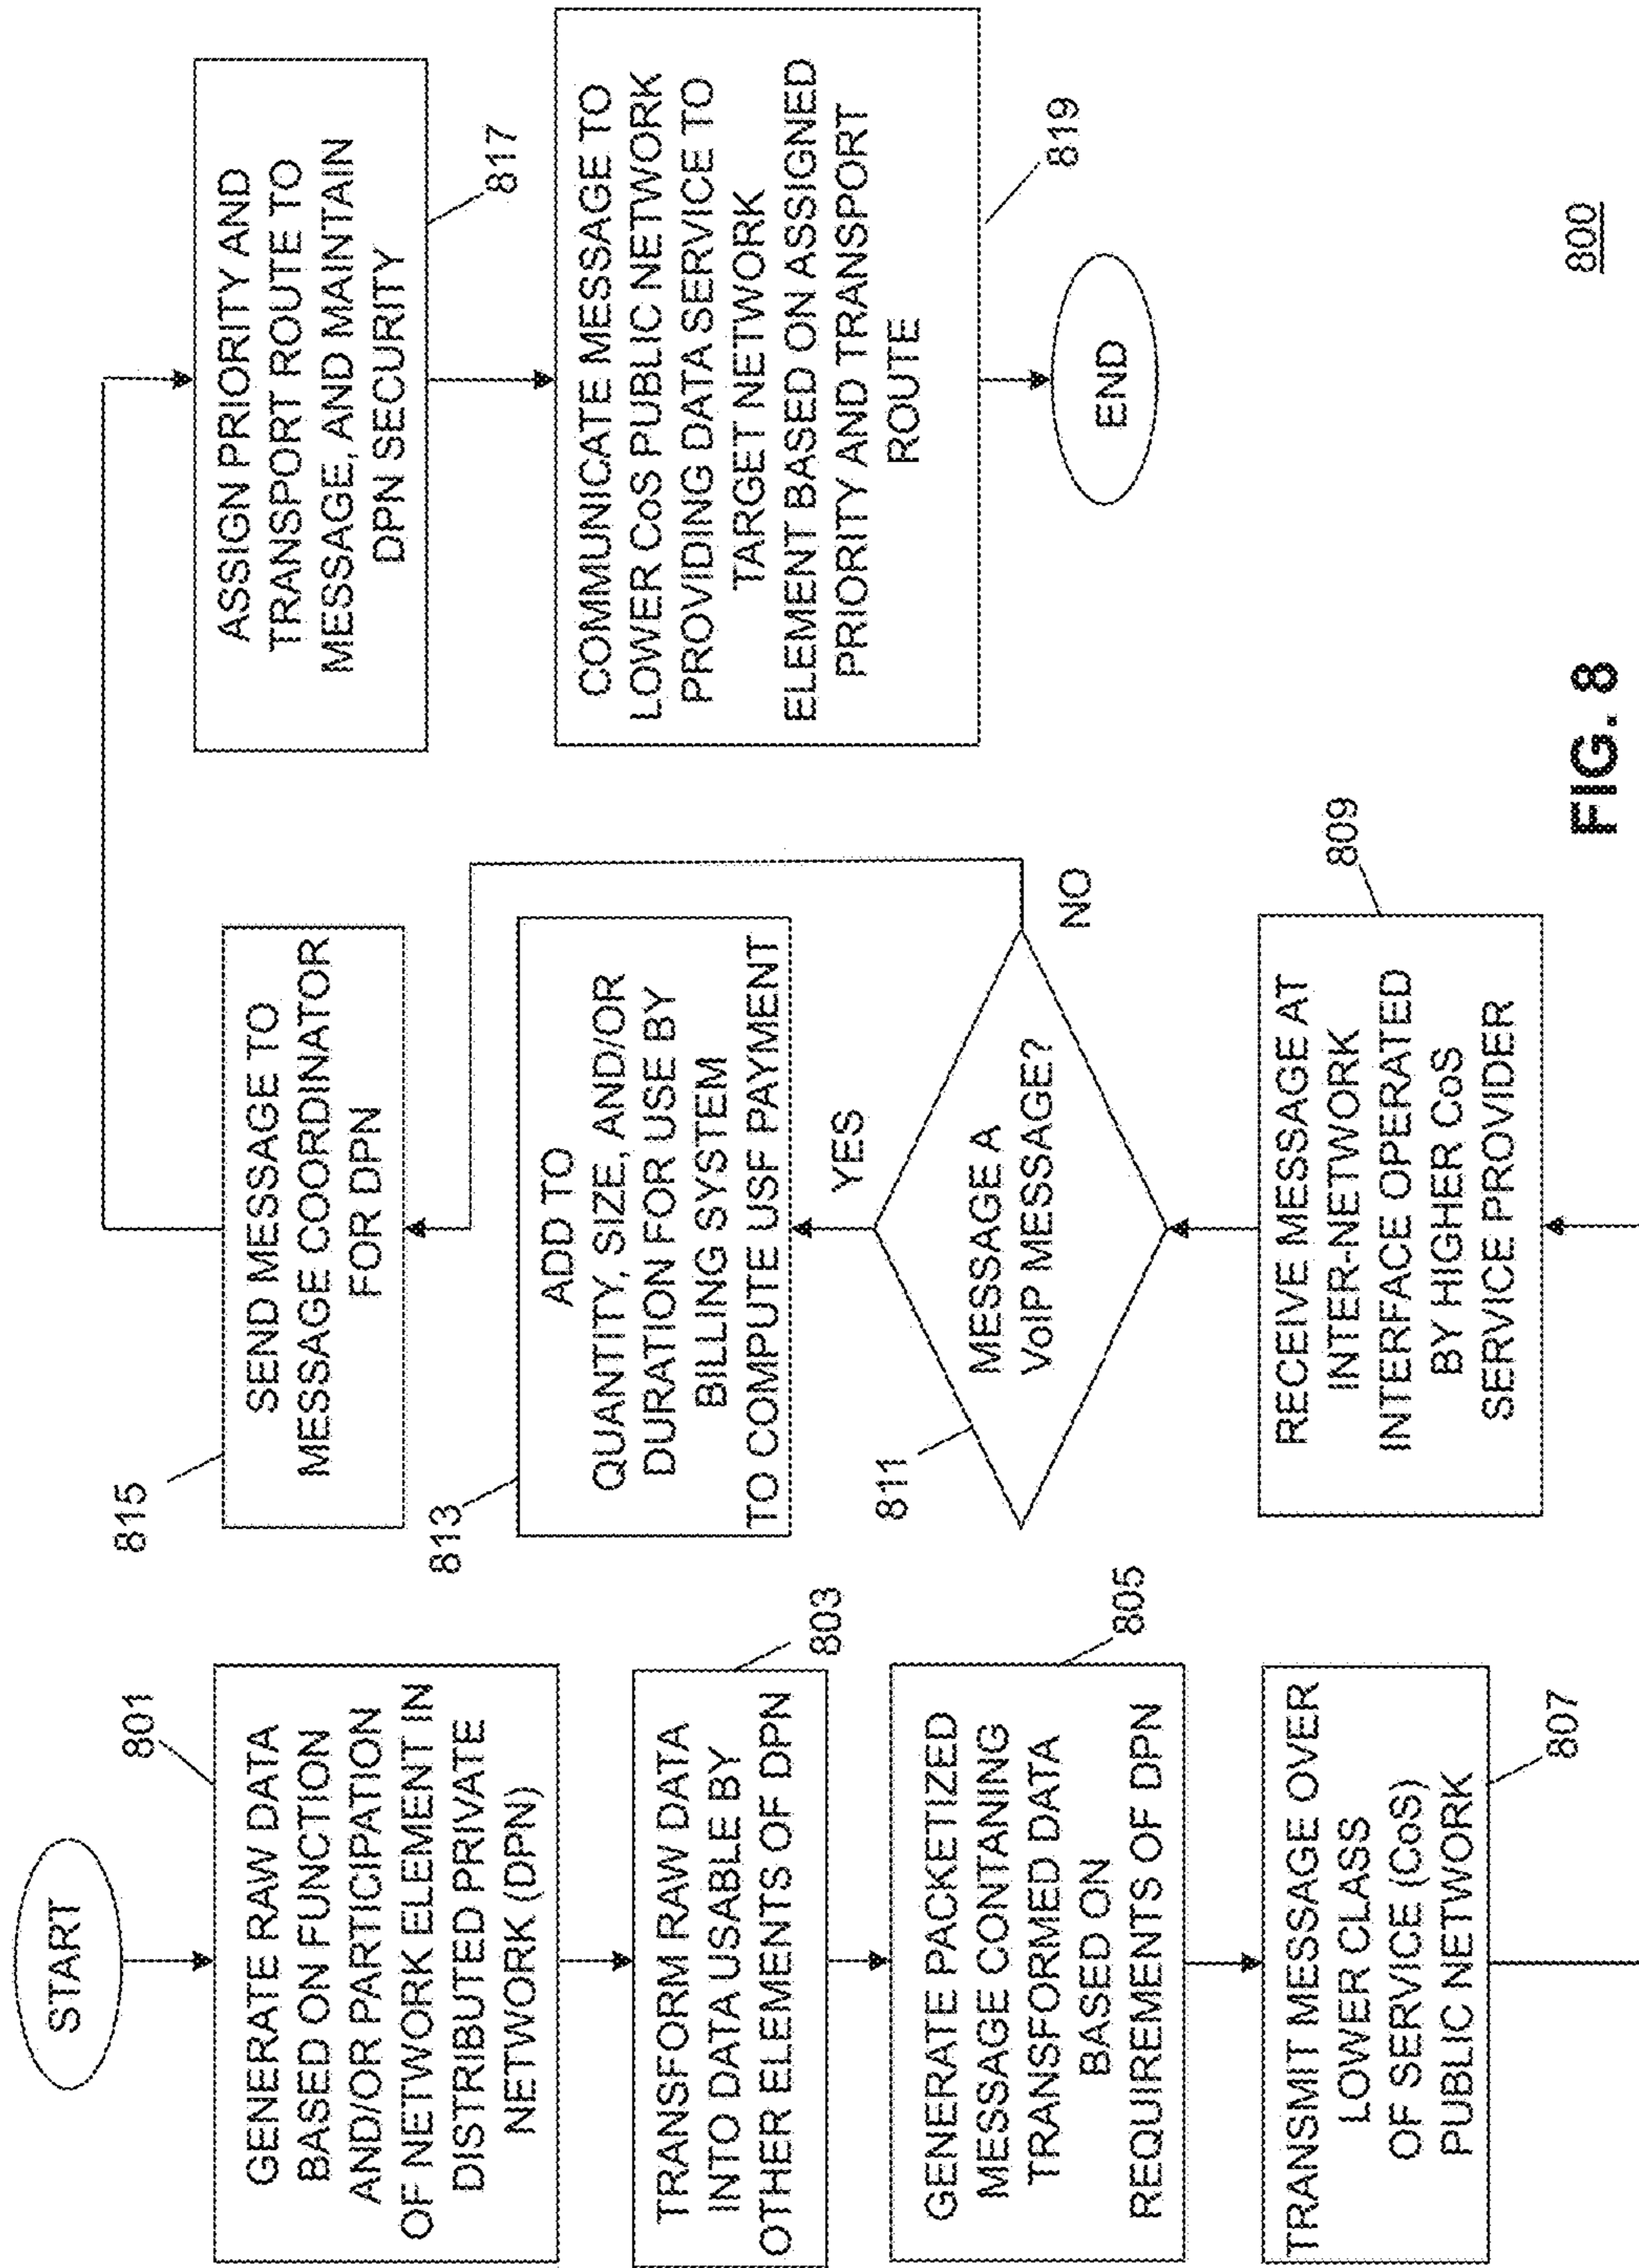 START
801
GENERATE RAW DATA
BASED ON FUNCTION
AND/OR PARTICIPATION
OF NETWORK ELEMENT IN
DISTRIBUTED PRIVATE
NETWORK (DPN)
803
TRANSFORM RAW DATA
INTO DATA USABLE BY
OTHER ELEMENTS OF DPN
805
GENERATE PACKETIZED
MESSAGE CONTANING
TRANSFORMED DATA
BASED ON
REQUIREMENTS OF DPN
TRANSMIT MESSAGE OVER
LOWER CLASS
OF SERVICE (CoS)
PUBLIC NETWORK
807
815
SEND MESSAGE TO
MESSAGE COORDINATOR
FOR DPN
813
ADD TO
QUANTITY, SIZE, AND/OR
DURATION FOR USE BY
BILLING SYSTEM
TO COMPUTE USF PAYMENT
YES
811
MESSAGE A
VoIP MESSAGE?
NO
809
RECEIVE MESSAGE AT
INTER-NETWORK
INTERFACE OPERATED
BY HIGHER CoS
SERVICE PROVIDER
ASSIGN PRIORITY AND
TRANSPORT ROUTE TO
MESSAGE, AND MAINTAIN
DPN SECURITY
817
COMMUNICATE MESSAGE TO
LOWER CoS PUBLIC NETWORK
PROVIDING DATA SERVICE TO
TARGET NETWORK
ELEMENT BASED ON ASSIGNED
PRIORITY AND TRANSPORT
ROUTE
819
END
800
FIG. 8